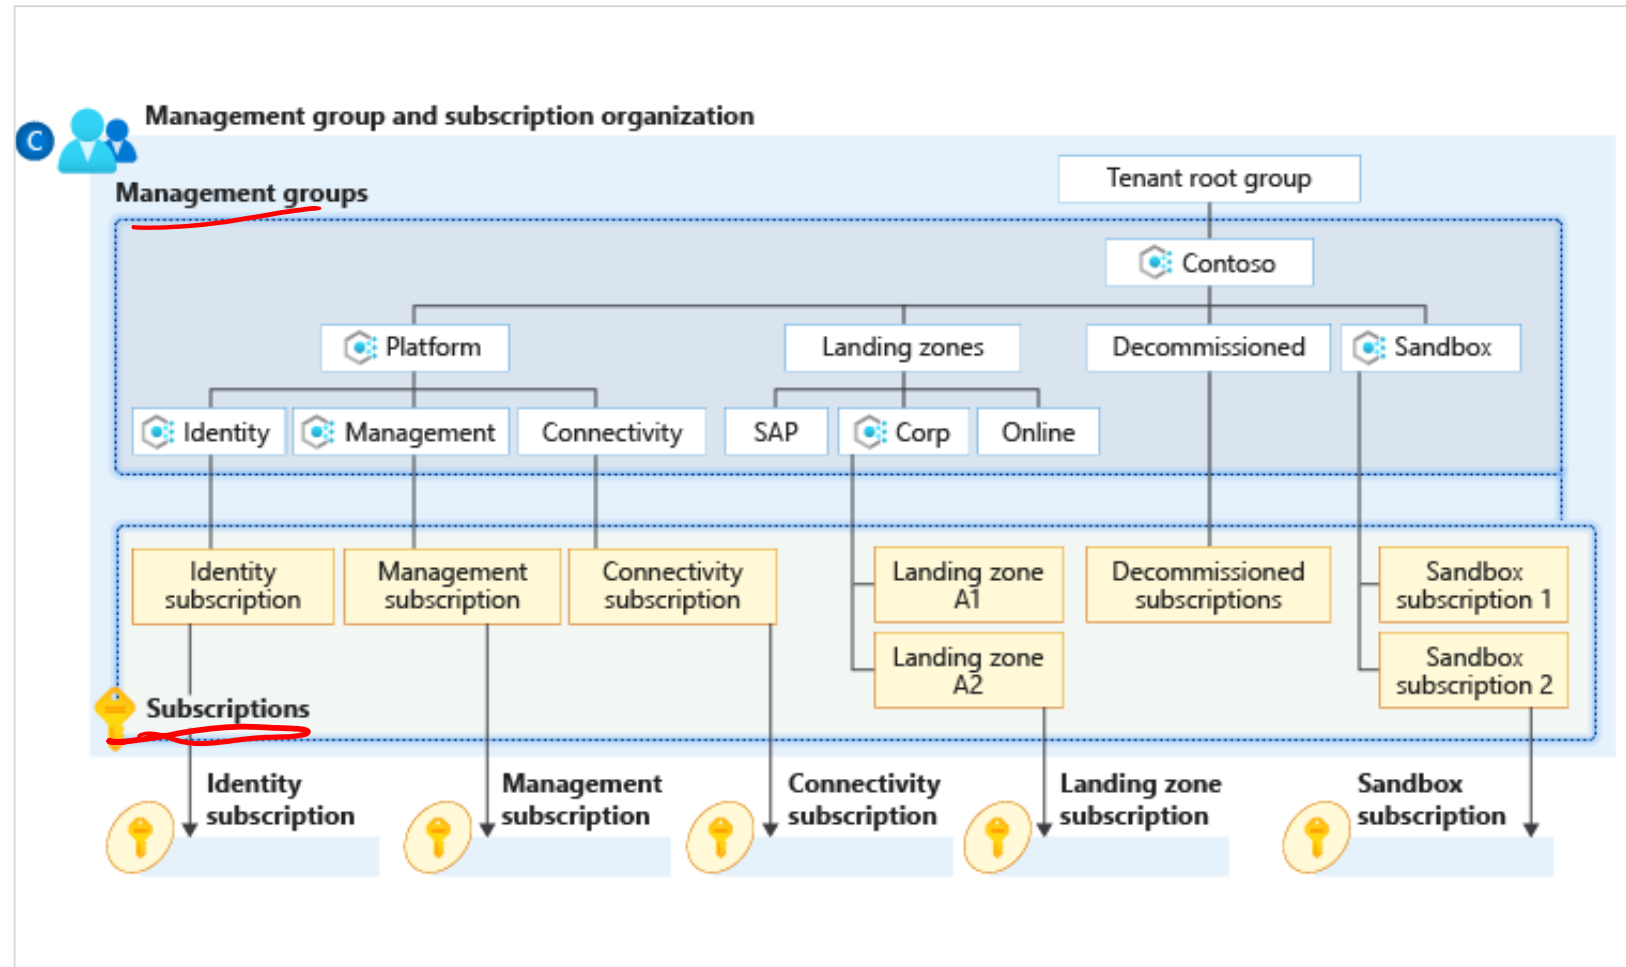 Management group and subscription organization
C
Management groups
Tenant root group
Contoso
Platform
Landing zones
Decommissioned
Sandbox
Identity
Management
Connectivity
SAP
Corp
Online
Identity
subscription
Management
subscription
Connectivity
subscription
Landing zone
A1
Decommissioned
subscriptions
Sandbox
subscription 1
Landing zone
A2
Sandbox
subscription 2
Subscriptions
Identity
subscription
Management
subscription
Connectivity
subscription
Landing zone
subscription
Sandbox
subscription